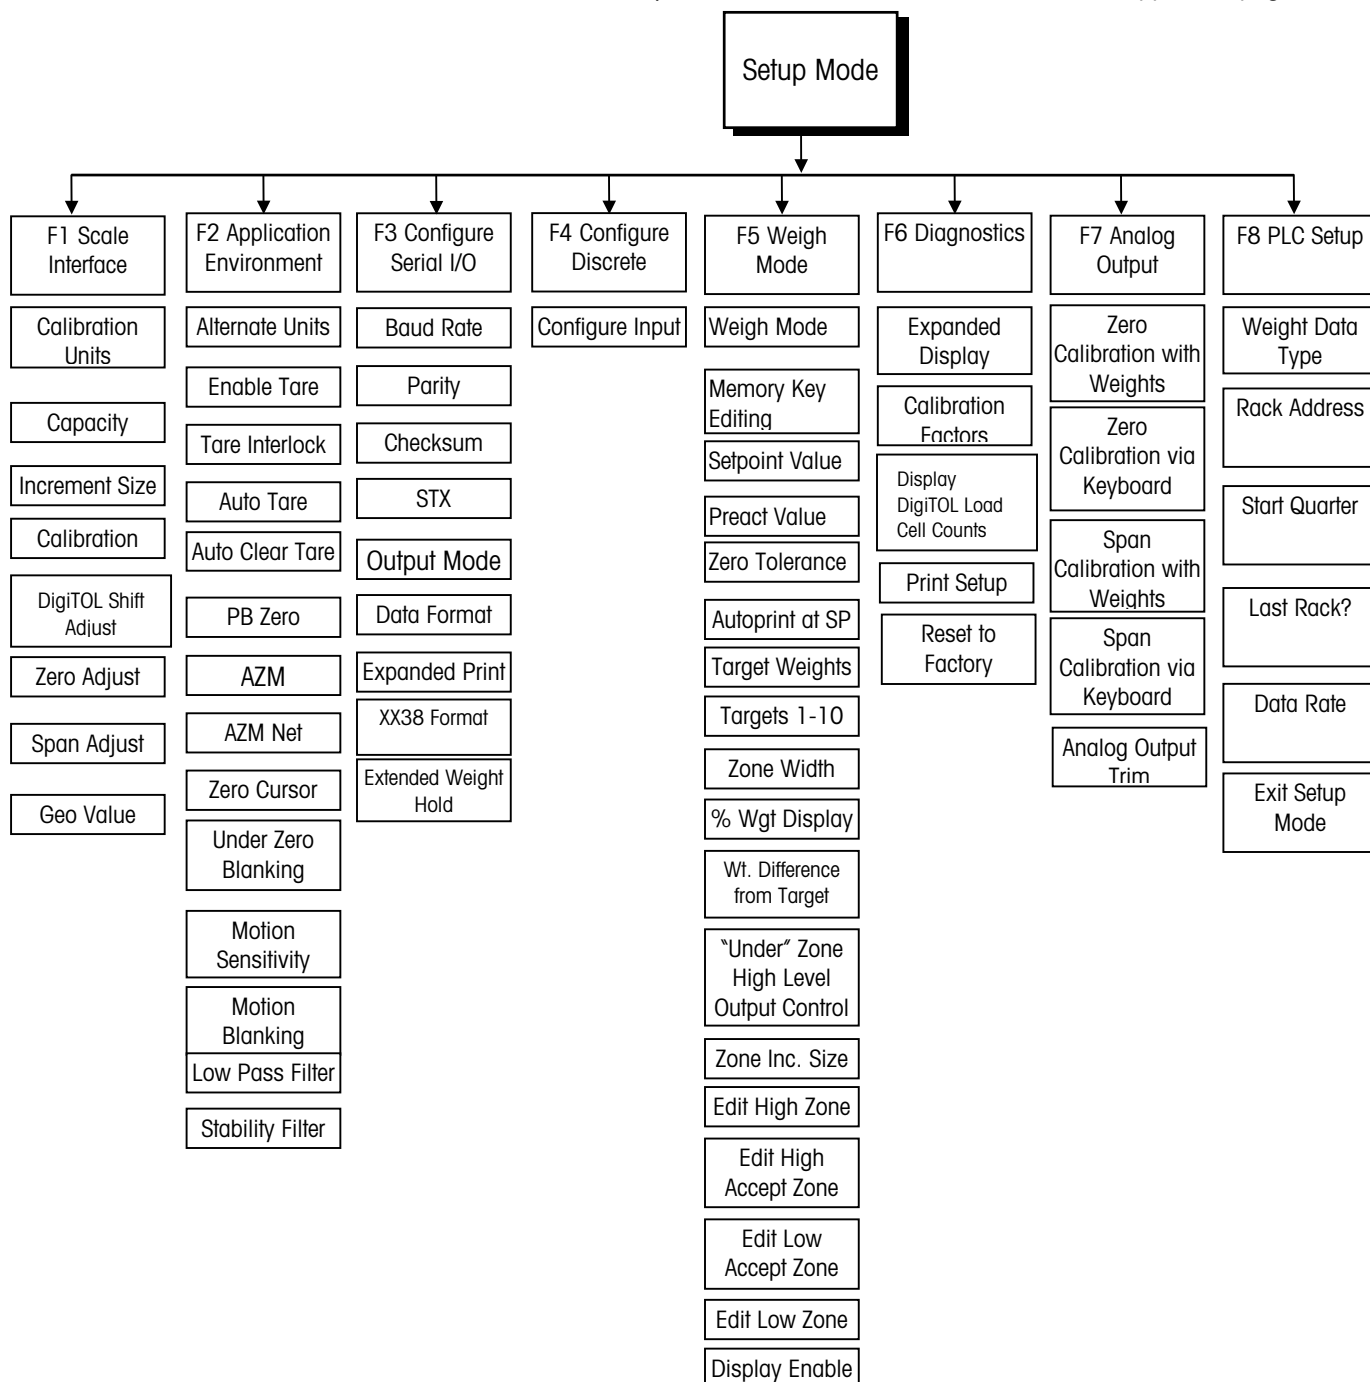 Setup Mode
F1 Scale
Interface
Calibration
Units
Capacity
Increment Size
Calibration
DigiTOL Shift
Adjust
Zero Adjust
Span Adjust
Geo Value
F2 Application
Environment
Alternate Units
Enable Tare
Tare Interlock
Auto Tare
Auto Clear Tare
PB Zero
AZM
AZM Net
Zero Cursor
Under Zero
Blanking
Motion
Sensitivity
Motion
Blanking
Low Pass Filter
Stability Filter
F3 Configure
Serial I/O
Baud Rate
Parity
Checksum
STX
Output Mode
Data Format
Expanded Print
XX38 Format
Extended Weight
Hold
F4 Configure
Discrete
Configure Input
F5 Weigh
Mode
Weigh Mode
Memory Key
Editing
Setpoint Value
Preact Value
Zero Tolerance
Autoprint at SP
Target Weights
Targets 1-10
Zone Width
% Wgt Display
Wt. Difference
from Target
"Under" Zone
High Level
Output Control
Zone Inc. Size
Edit High Zone
Edit High
Accept Zone
Edit Low
Accept Zone
Edit Low Zone
Display Enable
F6 Diagnostics
Expanded
Display
Calibration
Factors
Display
DigiTOL Load
Cell Counts
Print Setup
Reset to
Factory
F7 Analog
Output
Zero
Calibration with
Weights
Zero
Calibration via
Keyboard
Span
Calibration with
Weights
Span
Calibration via
Keyboard
Analog Output
Trim
F8 PLC Setup
Weight Data
Type
Rack Address
Start Quarter
Last Rack?
Data Rate
Exit Setup
Mode